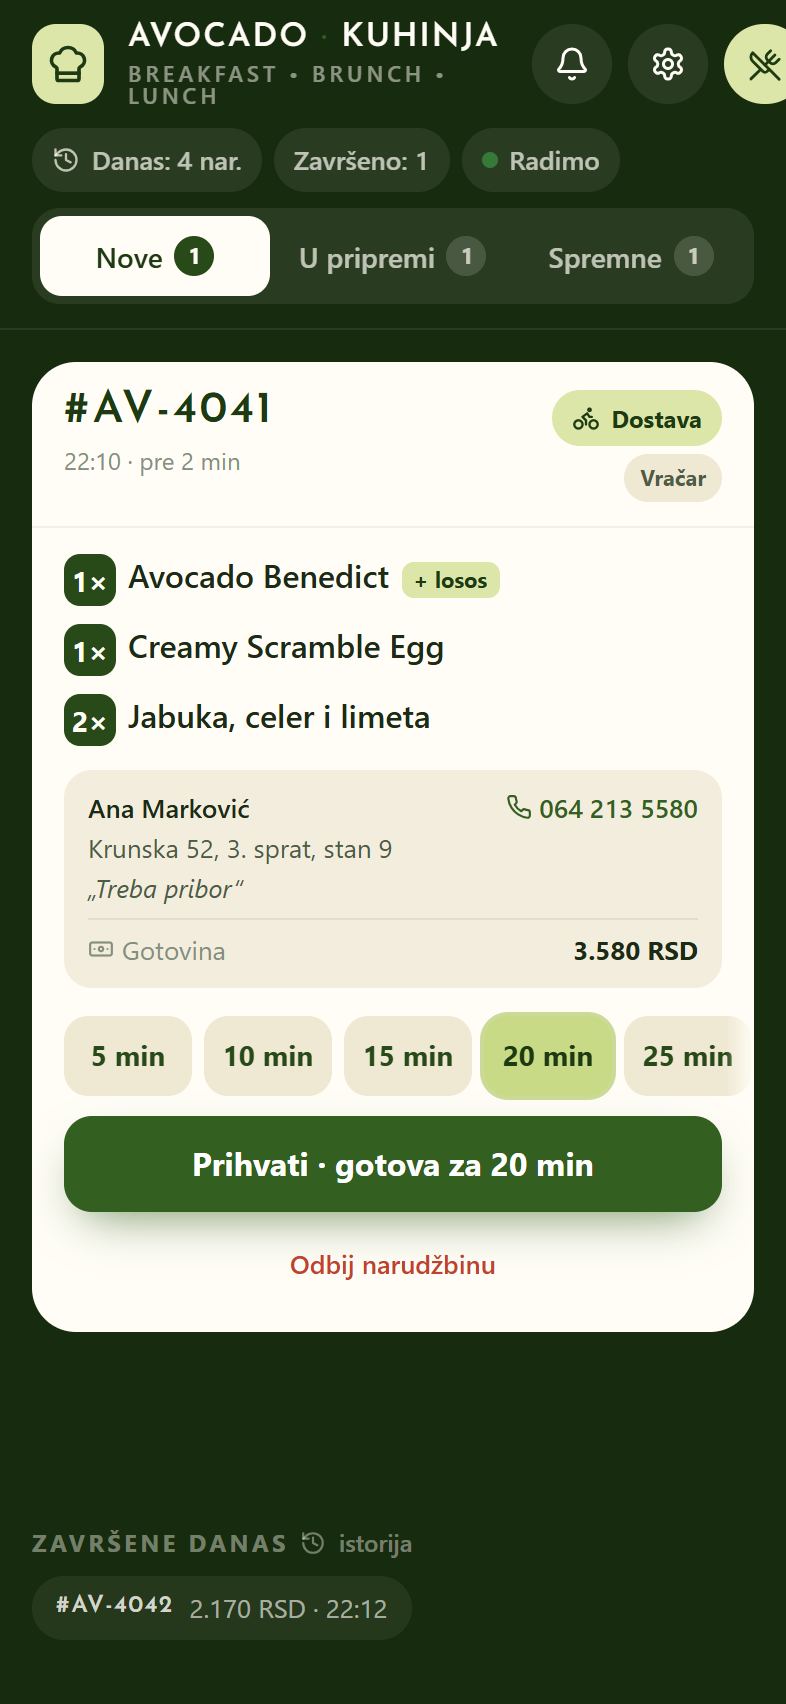 AVOCADO · KUHINJA
BREAKFAST • BRUNCH •
LUNCH
Danas: 4 nar. Završeno: 1 Radimo
Nove 1 U pripremi 1 Spremne 1
#AV-4041
Dostava
22:10 · pre 2 min
Vračar
1× Avocado Benedict + losos
1× Creamy Scramble Egg
2× Jabuka, celer i limeta
Ana Marković 064 213 5580
Krunska 52, 3. sprat, stan 9
„Treba pribor“
Gotovina 3.580 RSD
5 min 10 min 15 min 20 min 25 min
Prihvati · gotova za 20 min
Odbij narudžbinu
ZAVRŠENE DANAS istorija
#AV-4042 2.170 RSD · 22:12